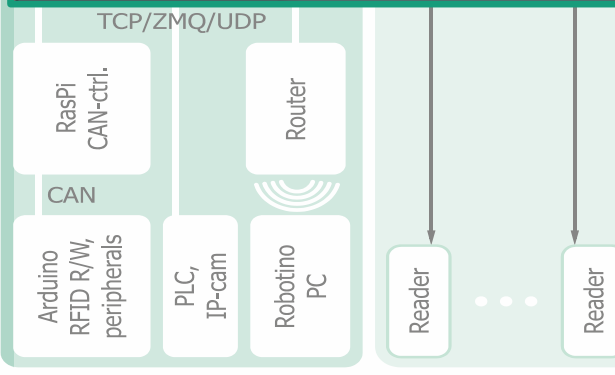 TCP/ZMQ/UDP
RasPi
CAN-ctrl.
Router
CAN
Arduino
RFID R/W,
peripherals
PLC,
IP-cam
Robotino
PC
Reader
Reader